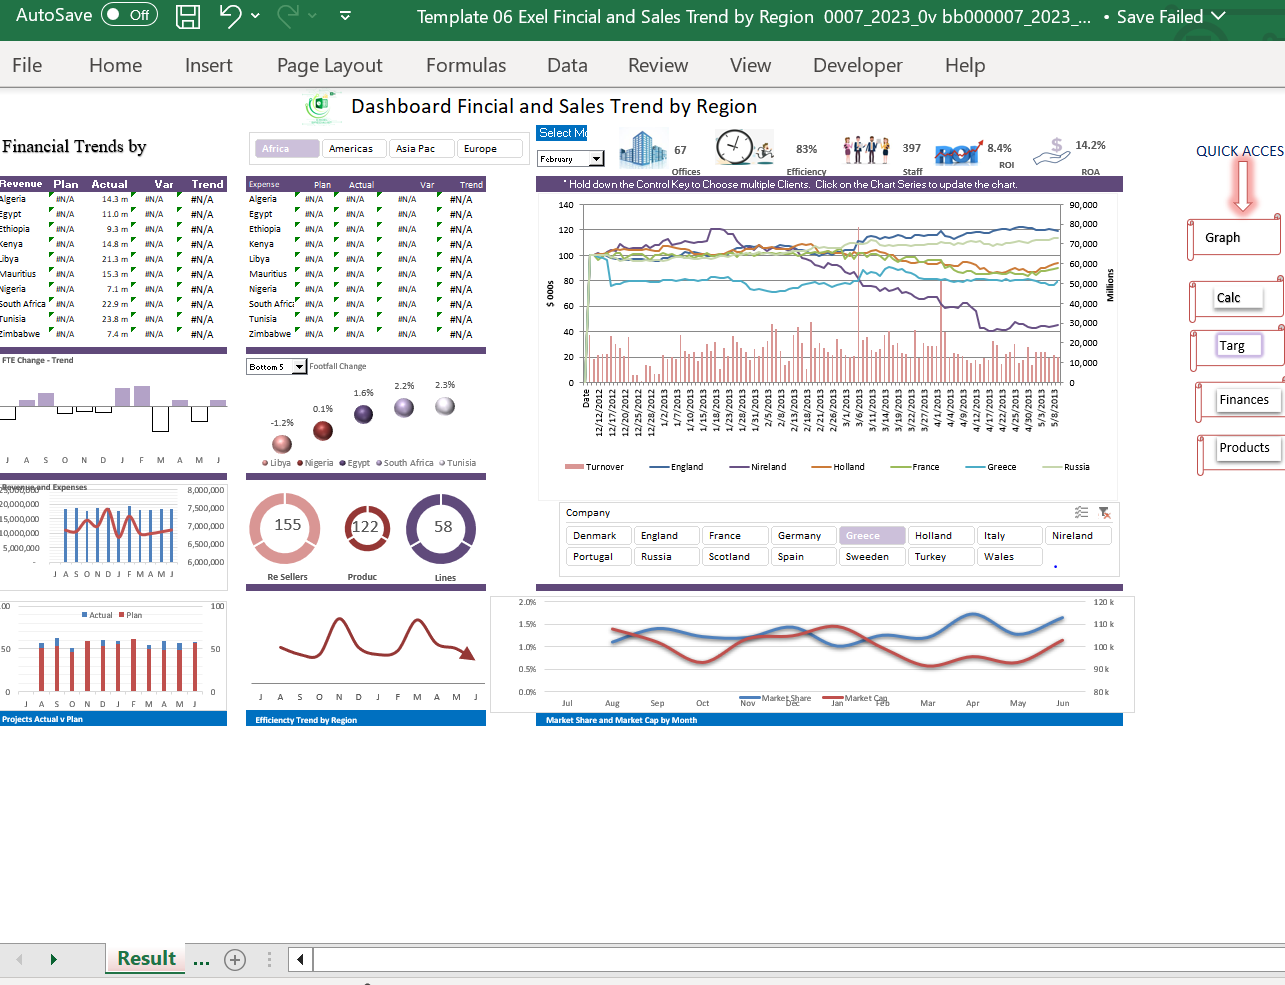 AutoSave Off Template 06 Exel Fincial and Sales Trend by Region 0007_2023_0v bb000007_2023_... • Save Failed
File Home Insert Page Layout Formulas Data Review View Developer Help
Dashboard Fincial and Sales Trend by Region
Financial Trends by
Africa Americas Asia Pac Europe
Select Mo
February
67 Offices
83% Efficiency
397 Staff
8.4% ROI
14.2% ROA
QUICK ACCES
Graph
Calc
Targ
Finances
Products
Revenue Plan Actual Var Trend
Algeria #N/A 14.3 m #N/A #N/A
Egypt #N/A 11.0 m #N/A #N/A
Ethiopia #N/A 9.3 m #N/A #N/A
Kenya #N/A 14.8 m #N/A #N/A
Libya #N/A 21.3 m #N/A #N/A
Mauritius #N/A 15.3 m #N/A #N/A
Nigeria #N/A 7.1 m #N/A #N/A
South Africa #N/A 22.9 m #N/A #N/A
Tunisia #N/A 23.8 m #N/A #N/A
Zimbabwe #N/A 7.4 m #N/A #N/A
Expense Plan Actual Var Trend
Algeria #N/A #N/A #N/A #N/A
Egypt #N/A #N/A #N/A #N/A
Ethiopia #N/A #N/A #N/A #N/A
Kenya #N/A #N/A #N/A #N/A
Libya #N/A #N/A #N/A #N/A
Mauritius #N/A #N/A #N/A #N/A
Nigeria #N/A #N/A #N/A #N/A
South Africa #N/A #N/A #N/A #N/A
Tunisia #N/A #N/A #N/A #N/A
Zimbabwe #N/A #N/A #N/A #N/A
* Hold down the Control Key to Choose multiple Clients. Click on the Chart Series to update the chart.
140 90,000
120 80,000
100 70,000
80 60,000
60 50,000
40 40,000
20 30,000
0 20,000
10,000
0
$ 000s
Millions
Date 12/12/2012 12/17/2012 12/20/2012 12/25/2012 12/28/2012 1/2/2013 1/7/2013 1/10/2013 1/15/2013 1/18/2013 1/23/2013 1/28/2013 1/31/2013 2/5/2013 2/8/2013 2/13/2013 2/18/2013 2/21/2013 2/26/2013 3/1/2013 3/6/2013 3/11/2013 3/14/2013 3/19/2013 3/22/2013 3/27/2013 4/1/2013 4/4/2013 4/9/2013 4/12/2013 4/17/2013 4/22/2013 4/25/2013 4/30/2013 5/3/2013 5/8/2013
Turnover England Nireland Holland France Greece Russia
FTE Change - Trend
J A S O N D J F M A M J
Bottom 5 Footfall Change
-1.2% 0.1% 1.6% 2.2% 2.3%
Libya Nigeria Egypt South Africa Tunisia
Revenue and Expenses
25,000,000 8,000,000
20,000,000 7,500,000
15,000,000 7,000,000
10,000,000 6,500,000
5,000,000 6,000,000
-
J A S O N D J F M A M J
155 122 58
Re Sellers Produc Lines
Company
Denmark England France Germany Greece Holland Italy Nireland
Portugal Russia Scotland Spain Sweeden Turkey Wales
Actual Plan
100
50 50
0 0
J A S O N D J F M A M J
Projects Actual v Plan
J A S O N D J F M A M J
Efficiencty Trend by Region
2.0% 120 k
1.5% 110 k
1.0% 100 k
0.5% 90 k
0.0% 80 k
Market Share Market Cap
Jul Aug Sep Oct Nov Dec Jan Feb Mar Apr May Jun
Market Share and Market Cap by Month
Result ...